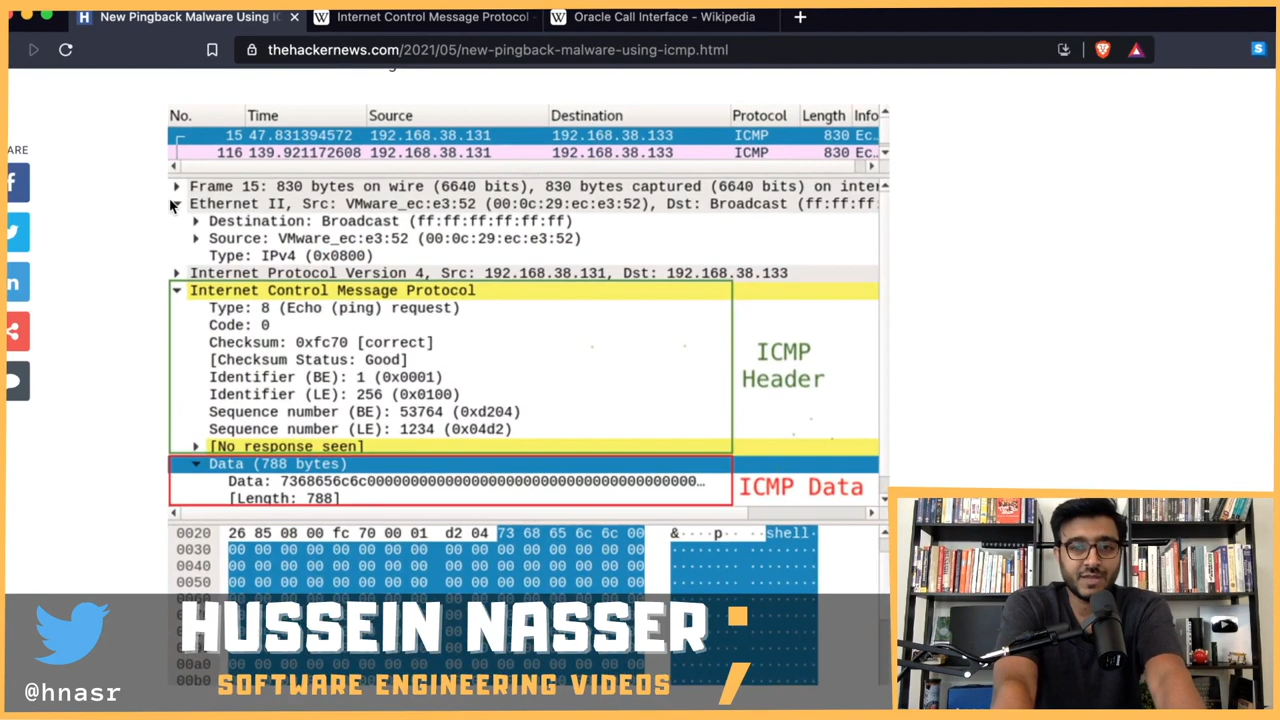 New Pingback Malware Using IC
Internet Control Message Protocol -
Oracle Call Interface - Wikipedia
thehackernews.com/2021/05/new-pingback-malware-using-icmp.html
ARE
No. Time Source Destination Protocol Length Info
15 47.831394572 192.168.38.131 192.168.38.133 ICMP 830 Ec…
116 139.921172608 192.168.38.131 192.168.38.133 ICMP 830 Ec…
Frame 15: 830 bytes on wire (6640 bits), 830 bytes captured (6640 bits) on inter
Ethernet II, Src: VMware_ec:e3:52 (00:0c:29:ec:e3:52), Dst: Broadcast (ff:ff:ff:
Destination: Broadcast (ff:ff:ff:ff:ff:ff)
Source: VMware_ec:e3:52 (00:0c:29:ec:e3:52)
Type: IPv4 (0x0800)
Internet Protocol Version 4, Src: 192.168.38.131, Dst: 192.168.38.133
Internet Control Message Protocol
Type: 8 (Echo (ping) request)
Code: 0
Checksum: 0xfc70 [correct]
[Checksum Status: Good]
Identifier (BE): 1 (0x0001)
Identifier (LE): 256 (0x0100)
Sequence number (BE): 53764 (0xd204)
Sequence number (LE): 1234 (0x04d2)
[No response seen]
ICMP
Header
Data (788 bytes)
Data: 7368656c6c000000000000000000000000000000000000000…
[Length: 788]
ICMP Data
0020 26 85 08 00 fc 70 00 01 d2 04 73 68 65 6c 6c 00 &····p·· ··shell·
0030 00 00 00 00 00 00 00 00 00 00 00 00 00 00 00 00
0040 00 00 00 00 00 00 00 00 00 00 00 00 00 00 00 00
0050 00 00 00 00 00 00 00 00 00 00 00 00 00 00 00 00
HUSSEIN NASSER ;
SOFTWARE ENGINEERING VIDEOS
@hnasr